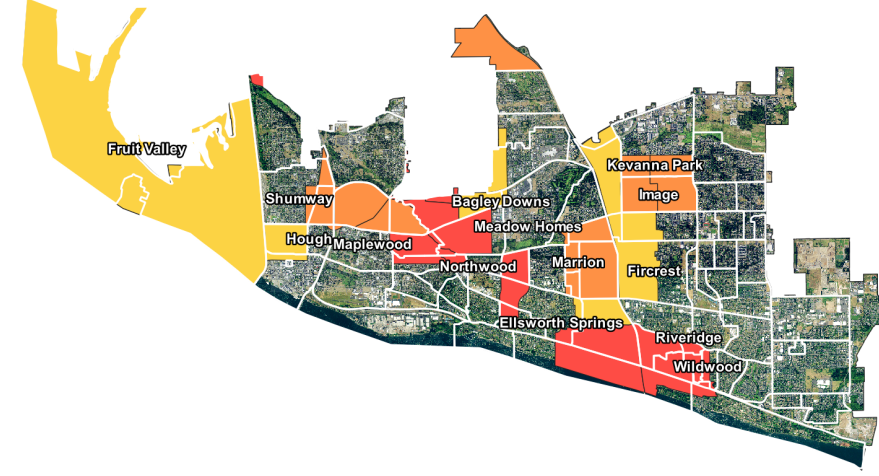 Fruit Valley
Kevanna Park
Shumway
Image
Bagley Downs
Meadow Homes
Hough
Maplewood
Northwood
Marrion
Fircrest
Ellsworth Springs
Riveridge
Wildwood